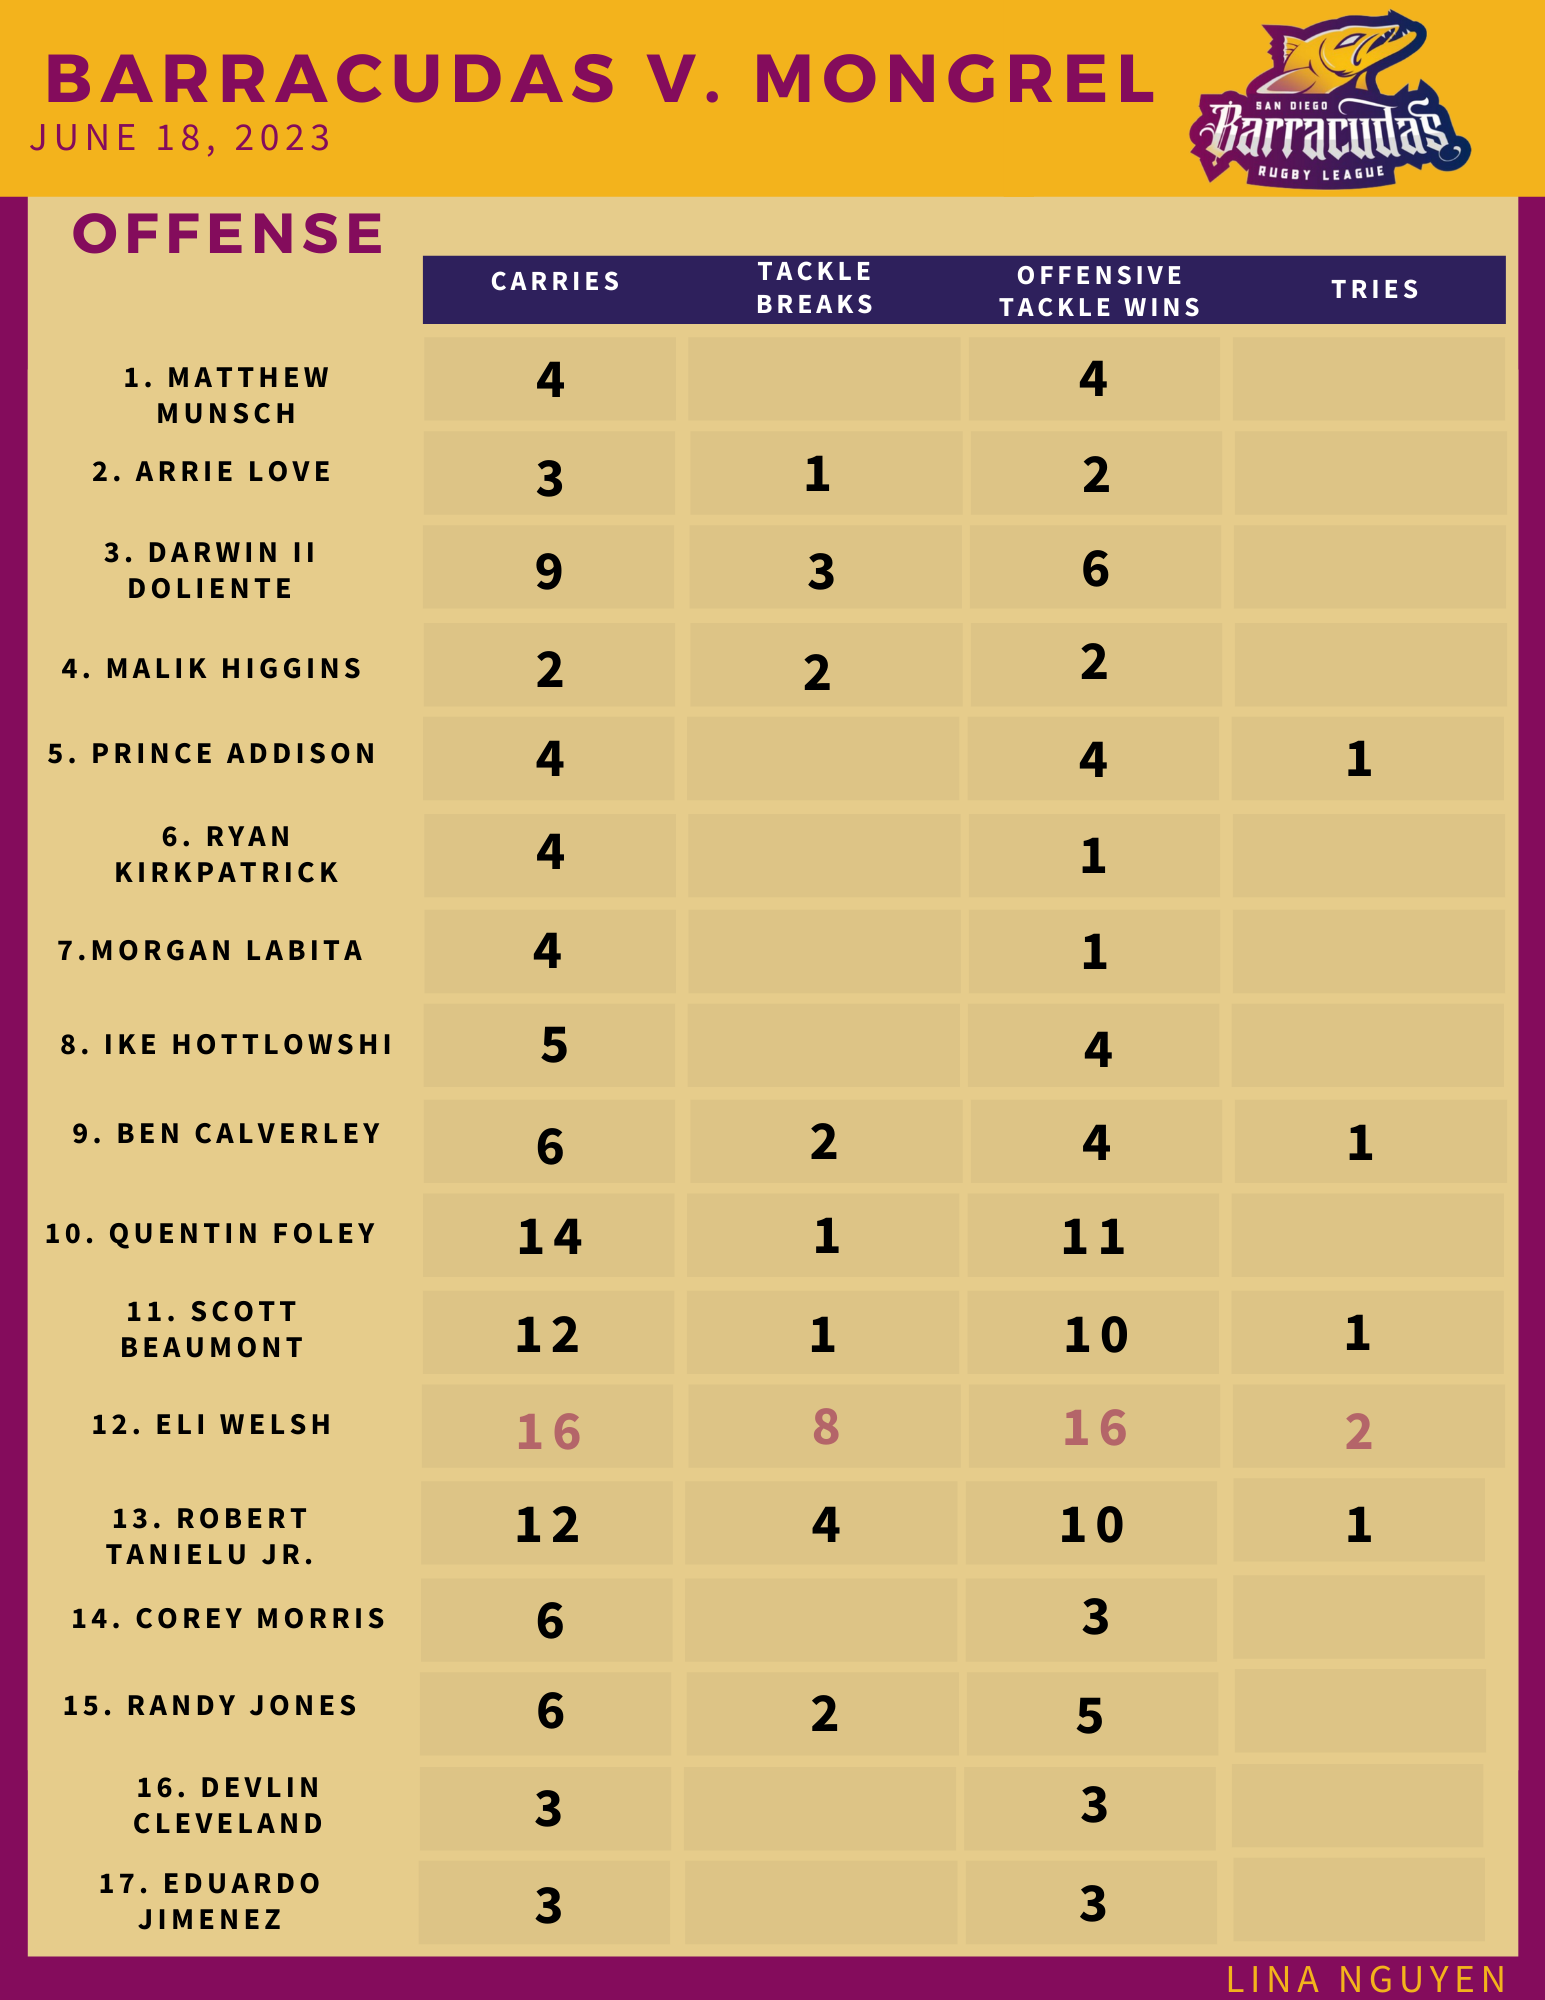 BARRACUDAS V. MONGREL
JUNE 18, 2023
SAN DIEGO
Barracudas
RUGBY LEAGUE
OFFENSE
CARRIES
TACKLE
BREAKS
OFFENSIVE
TACKLE WINS
TRIES
1. MATTHEW
MUNSCH
4 4
2. ARRIE LOVE 3 1 2
3. DARWIN II
DOLIENTE
9 3 6
4. MALIK HIGGINS 2 2 2
5. PRINCE ADDISON 4 4 1
6. RYAN
KIRKPATRICK
4 1
7.MORGAN LABITA 4 1
8. IKE HOTTLOWSHI 5 4
9. BEN CALVERLEY 6 2 4 1
10. QUENTIN FOLEY 14 1 11
11. SCOTT
BEAUMONT
12 1 10 1
12. ELI WELSH 16 8 16 2
13. ROBERT
TANIELU JR.
12 4 10 1
14. COREY MORRIS 6 3
15. RANDY JONES 6 2 5
16. DEVLIN
CLEVELAND
3 3
17. EDUARDO
JIMENEZ
3 3
LINA NGUYEN